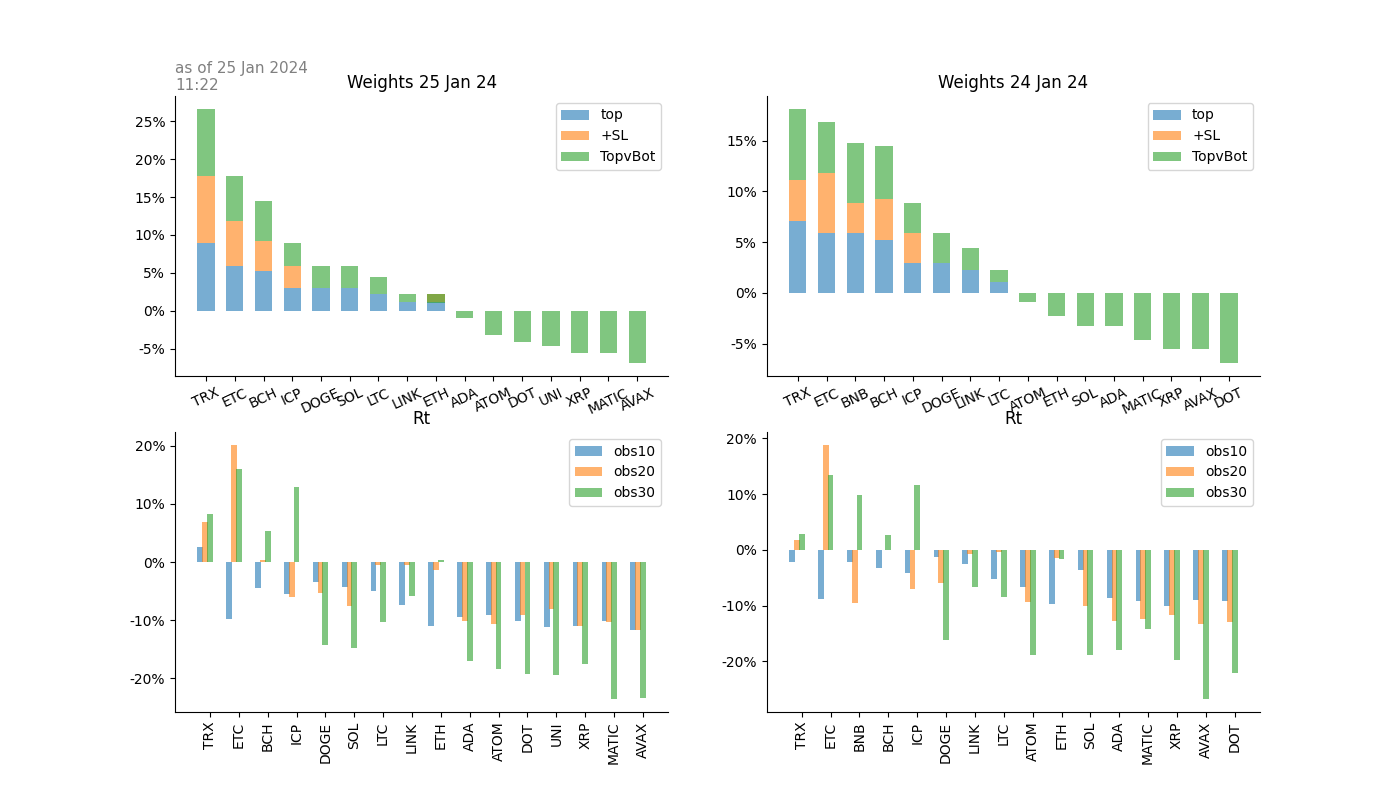 as of 25 Jan 2024
11:22
Weights 25 Jan 24
25%
20%
15%
10%
5%
0%
-5%
top
+SL
TopvBot
TRX ETC BCH ICP DOGE SOL LTC LINK ETH ADA ATOM DOT UNI XRP MATIC AVAX
Weights 24 Jan 24
15%
10%
5%
0%
-5%
top
+SL
TopvBot
TRX ETC BNB BCH ICP DOGE LINK LTC ATOM ETH SOL ADA MATIC XRP AVAX DOT
Rt
20%
10%
0%
-10%
-20%
obs10
obs20
obs30
TRX ETC BCH ICP DOGE SOL LTC LINK ETH ADA ATOM DOT UNI XRP MATIC AVAX
Rt
20%
10%
0%
-10%
-20%
obs10
obs20
obs30
TRX ETC BNB BCH ICP DOGE LINK LTC ATOM ETH SOL ADA MATIC XRP AVAX DOT